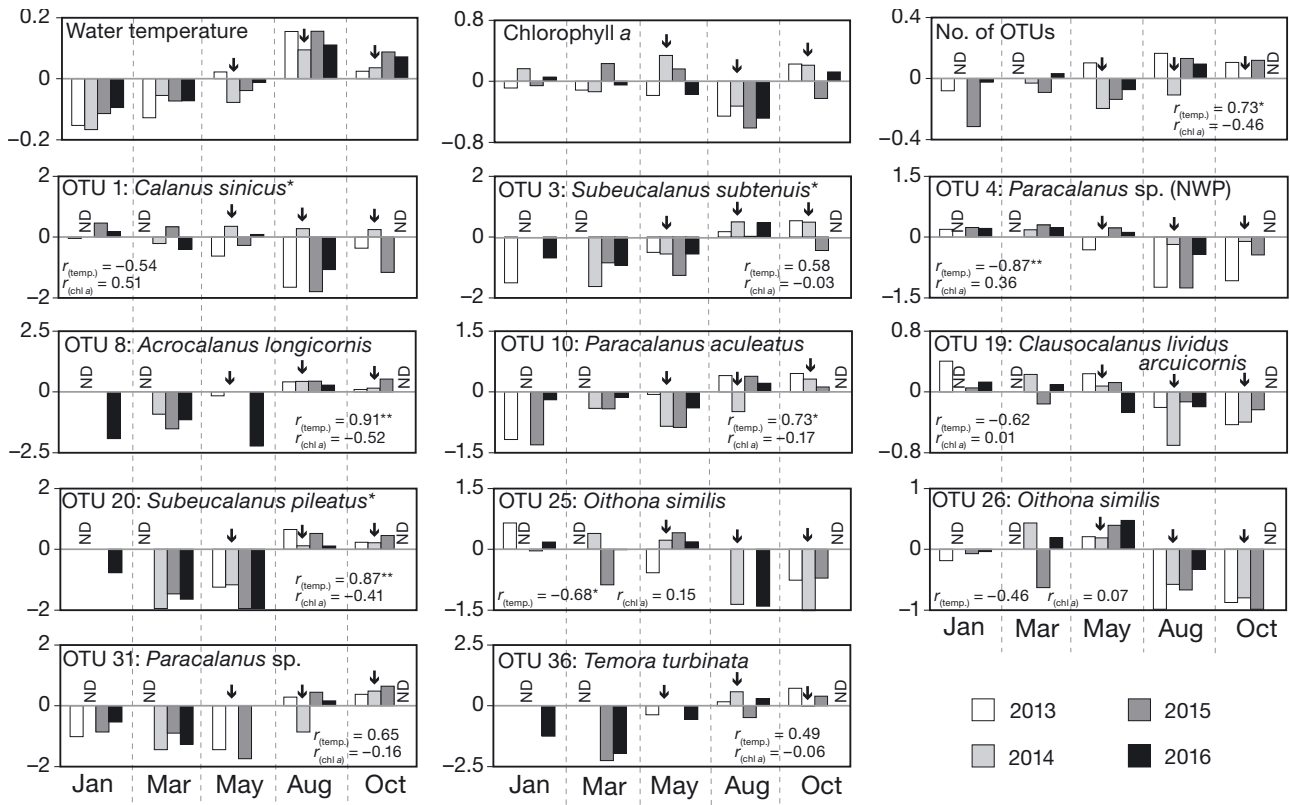 Water temperature
0.2
0
−0.2
Chlorophyll a
0.8
0
−0.8
No. of OTUs
0.4
0
−0.4
ND
ND
ND
r(temp.) = 0.73*
r(chl a) = −0.46
OTU 1: Calanus sinicus*
2
0
−2
ND
ND
ND
r(temp.) = −0.54
r(chl a) = 0.51
OTU 3: Subeucalanus subtenuis*
2
0
−2
ND
ND
ND
r(temp.) = 0.58
r(chl a) = −0.03
OTU 4: Paracalanus sp. (NWP)
1.5
0
−1.5
ND
ND
ND
r(temp.) = −0.87**
r(chl a) = 0.36
OTU 8: Acrocalanus longicornis
2.5
0
−2.5
ND
ND
ND
r(temp.) = 0.91**
r(chl a) = −0.52
OTU 10: Paracalanus aculeatus
1.5
0
−1.5
ND
ND
ND
r(temp.) = 0.73*
r(chl a) = −0.17
OTU 19: Clausocalanus lividus
arcuicornis
0.8
0
−0.8
ND
ND
ND
r(temp.) = −0.62
r(chl a) = 0.01
OTU 20: Subeucalanus pileatus*
2
0
−2
ND
ND
ND
r(temp.) = 0.87**
r(chl a) = −0.41
OTU 25: Oithona similis
1.5
0
−1.5
ND
ND
ND
r(temp.) = −0.68* r(chl a) = 0.15
OTU 26: Oithona similis
1
0
−1
ND
ND
ND
r(temp.) = −0.46 r(chl a) = 0.07
Jan Mar May Aug Oct
OTU 31: Paracalanus sp.
2
0
−2
ND
ND
ND
r(temp.) = 0.65
r(chl a) = −0.16
Jan Mar May Aug Oct
OTU 36: Temora turbinata
2.5
0
−2.5
ND
ND
ND
r(temp.) = 0.49
r(chl a) = −0.06
Jan Mar May Aug Oct
2013
2015
2014
2016